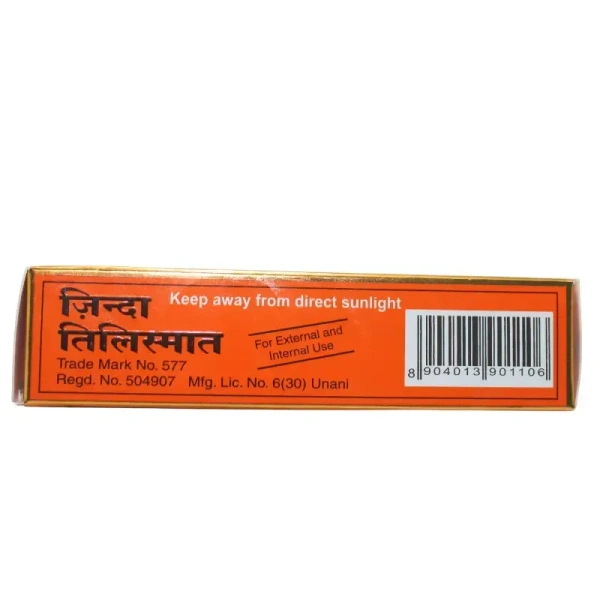 ज़िन्दा
तिलिस्मात
Keep away from direct sunlight
Trade Mark No. 577
Regd. No. 504907 Mfg. Lic. No. 6(30) Unani
For External and
Internal Use
8 904013 901106